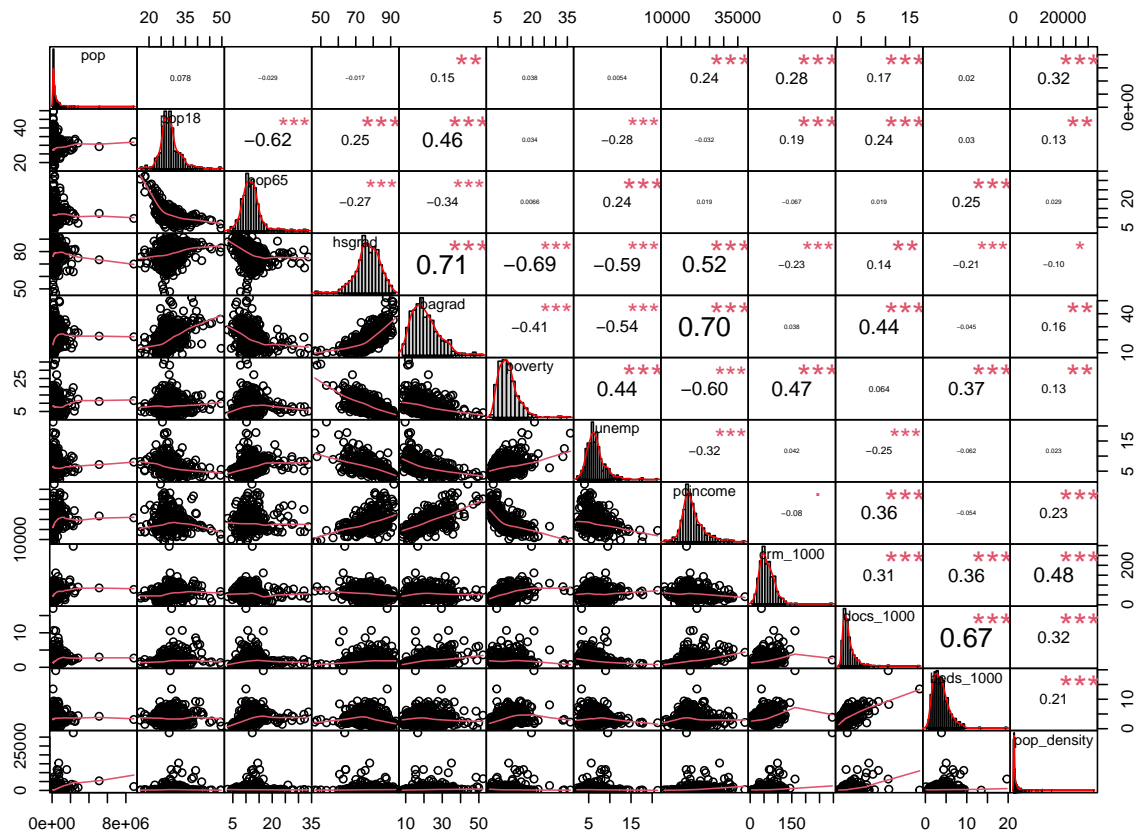 20 30 40 50 50 70 90 5 15 25 35 10000 35000 0 5 15 0 20000
pop 0.078 −0.029 −0.017 ** 0.15 0.038 0.0054 *** 0.24 *** 0.28 *** 0.17 0.02 *** 0.32 0e+00
20 40 pop18 *** −0.62 *** 0.25 *** 0.46 0.034 *** −0.28 −0.032 *** 0.19 *** 0.24 0.03 ** 0.13
pop65 *** −0.27 *** −0.34 0.0066 *** 0.24 0.019 −0.067 0.019 *** 0.25 0.029 5 20
50 80 hsgrad *** 0.71 *** −0.69 *** −0.59 *** 0.52 *** −0.23 ** 0.14 *** −0.21 * −0.10
bagrad *** −0.41 *** −0.54 *** 0.70 0.038 *** 0.44 −0.045 ** 0.16 10 40
5 25 poverty *** 0.44 *** −0.60 *** 0.47 0.064 *** 0.37 ** 0.13
unemp *** −0.32 0.042 *** −0.25 −0.062 0.023 5 15
10000 pcincome . −0.08 *** 0.36 −0.054 *** 0.23
crm_1000 *** 0.31 *** 0.36 *** 0.48 0 100 200
0 10 docs_1000 *** 0.67 *** 0.32
beds_1000 *** 0.21 0 10
0 25000 pop_density
0e+00 8e+06 5 20 35 10 30 50 5 15 0 150 0 10 20